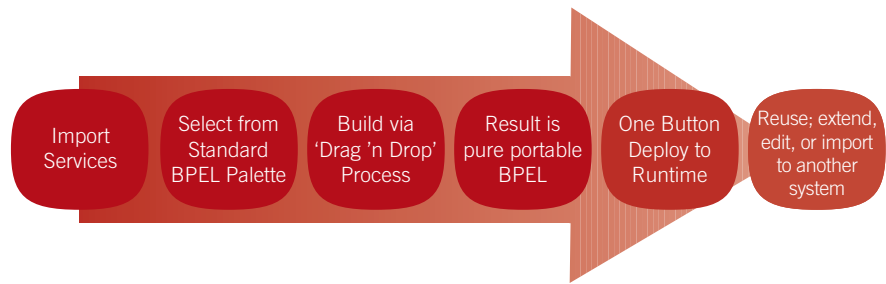 Import
Services
Select from
Standard
BPEL Palette
Build via
‘Drag ’n Drop’
Process
Result is
pure portable
BPEL
One Button
Deploy to
Runtime
Reuse; extend,
edit, or import
to another
system